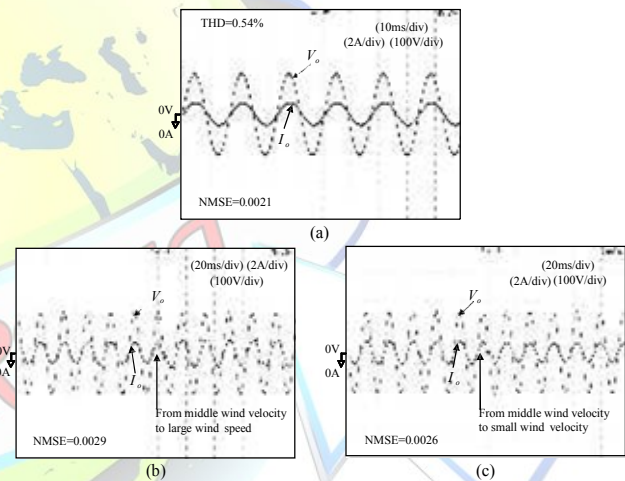 THD=0.54%
(10ms/div)
(2A/div) (100V/div)
Vo
0V
0A
Io
NMSE=0.0021
(a)
(20ms/div) (2A/div)
(100V/div)
Vo
0V
0A
Io
From middle wind velocity
to large wind speed
NMSE=0.0029
(b)
(20ms/div)
(2A/div) (100V/div)
Vo
0V
0A
Io
From middle wind velocity
to small wind velocity
NMSE=0.0026
(c)